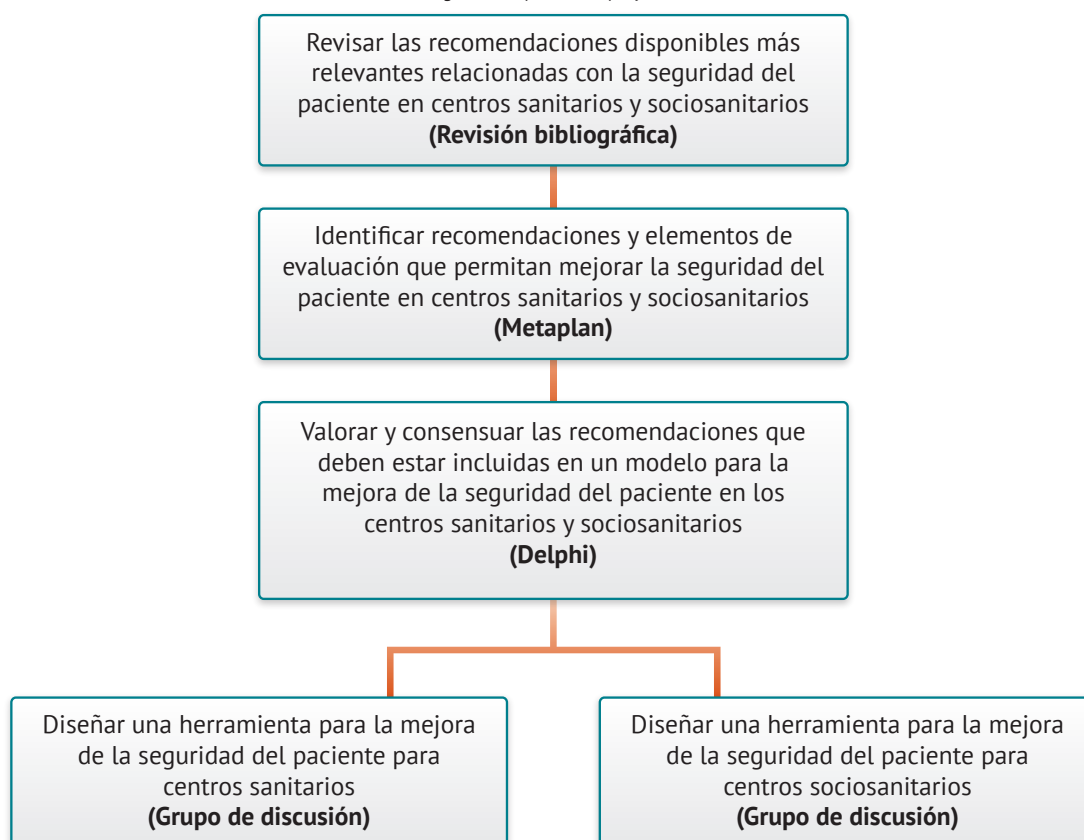 Revisar las recomendaciones disponibles más
relevantes relacionadas con la seguridad del
paciente en centros sanitarios y sociosanitarios
(Revisión bibliográfica)
Identificar recomendaciones y elementos de
evaluación que permitan mejorar la seguridad del
paciente en centros sanitarios y sociosanitarios
(Metaplan)
Valorar y consensuar las recomendaciones que
deben estar incluidas en un modelo para la
mejora de la seguridad del paciente en los
centros sanitarios y sociosanitarios
(Delphi)
Diseñar una herramienta para la mejora
de la seguridad del paciente para
centros sanitarios
(Grupo de discusión)
Diseñar una herramienta para la mejora
de la seguridad del paciente para
centros sociosanitarios
(Grupo de discusión)